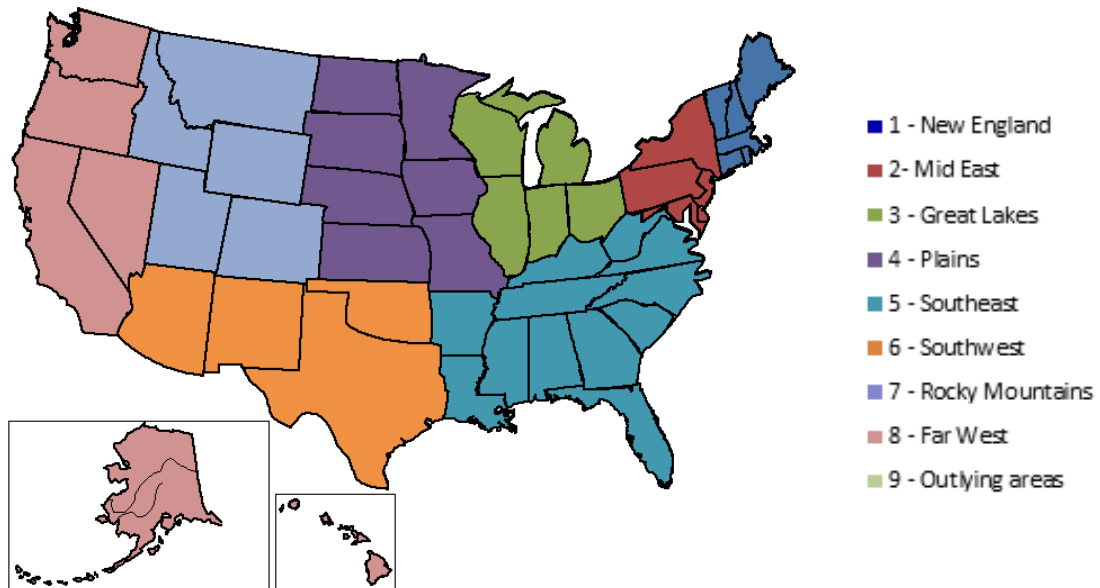 1 - New England
2- Mid East
3 - Great Lakes
4 - Plains
5 - Southeast
6 - Southwest
7 - Rocky Mountains
8 - Far West
9 - Outlying areas